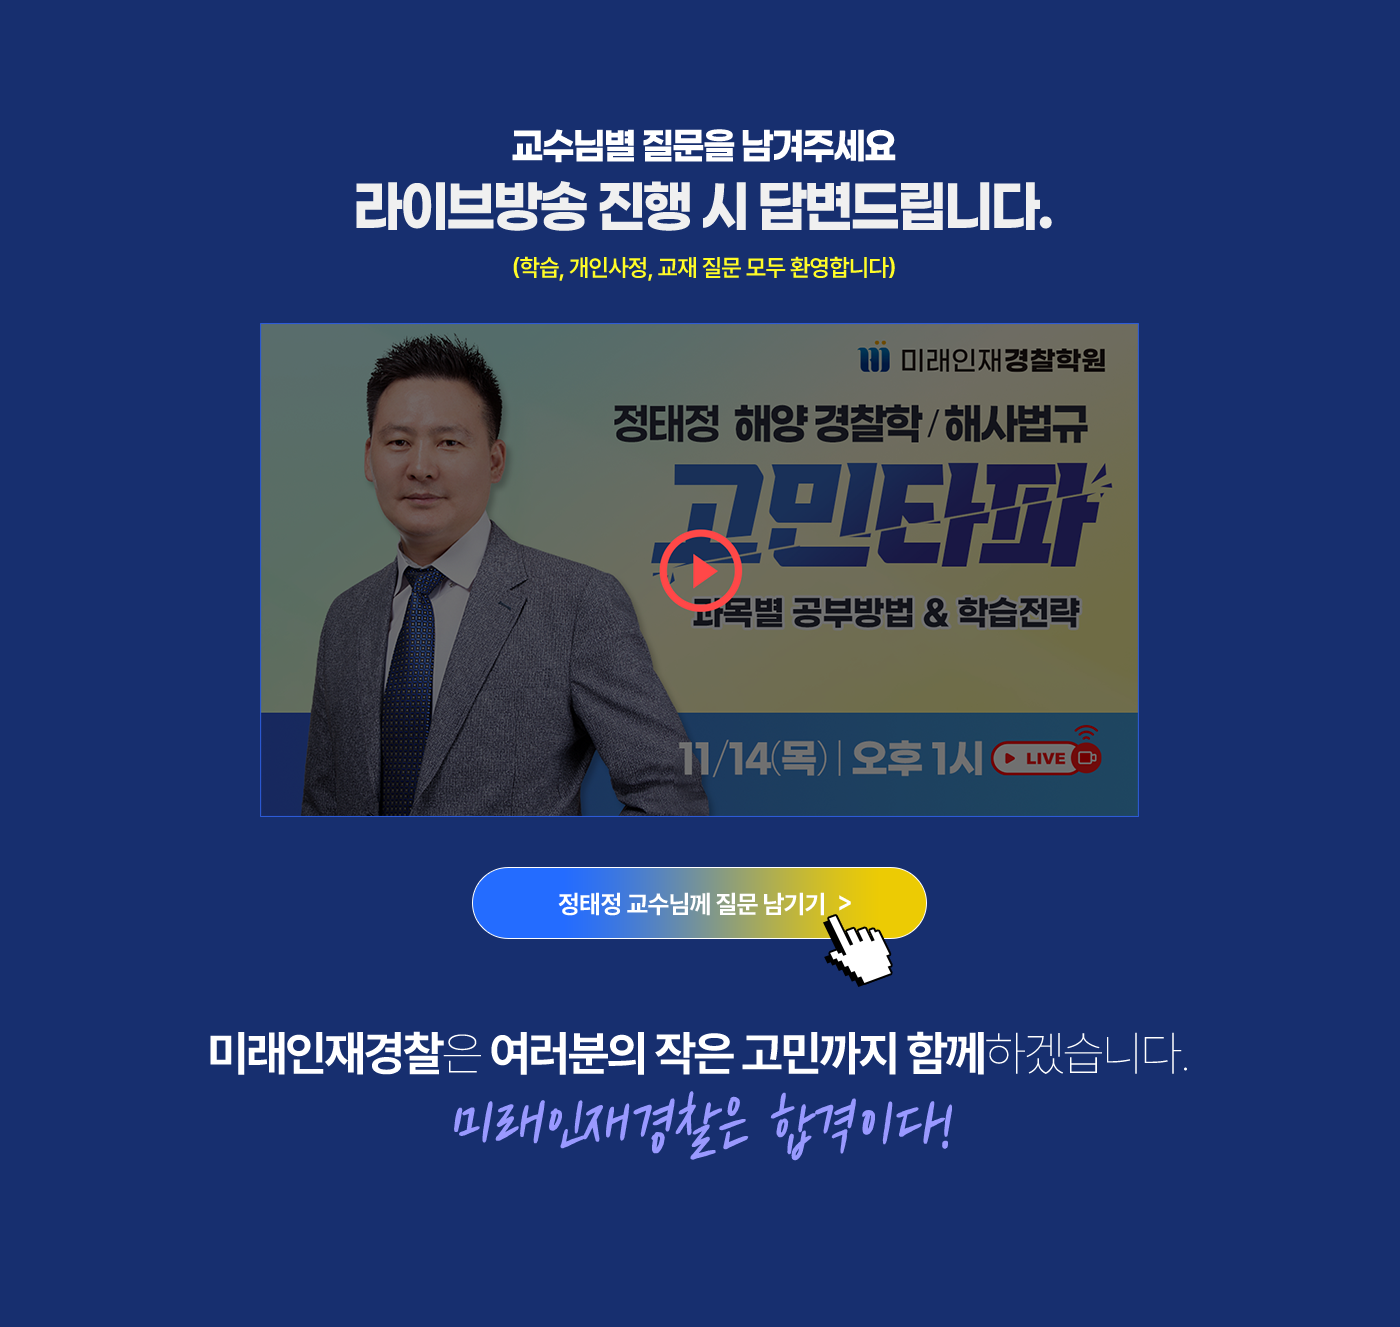 교수님별 질문을 남겨주세요
라이브방송 진행 시 답변드립니다.
(학습, 개인사정, 교재 질문 모두 환영합니다)
미래인재경찰학원
정태정 해양 경찰학 / 해사법규
고민타파
과목별 공부방법 & 학습전략
11/14(목) | 오후 1시 LIVE
정태정 교수님께 질문 남기기 >
미래인재경찰은 여러분의 작은 고민까지 함께하겠습니다.
미래인재경찰은 합격이다!